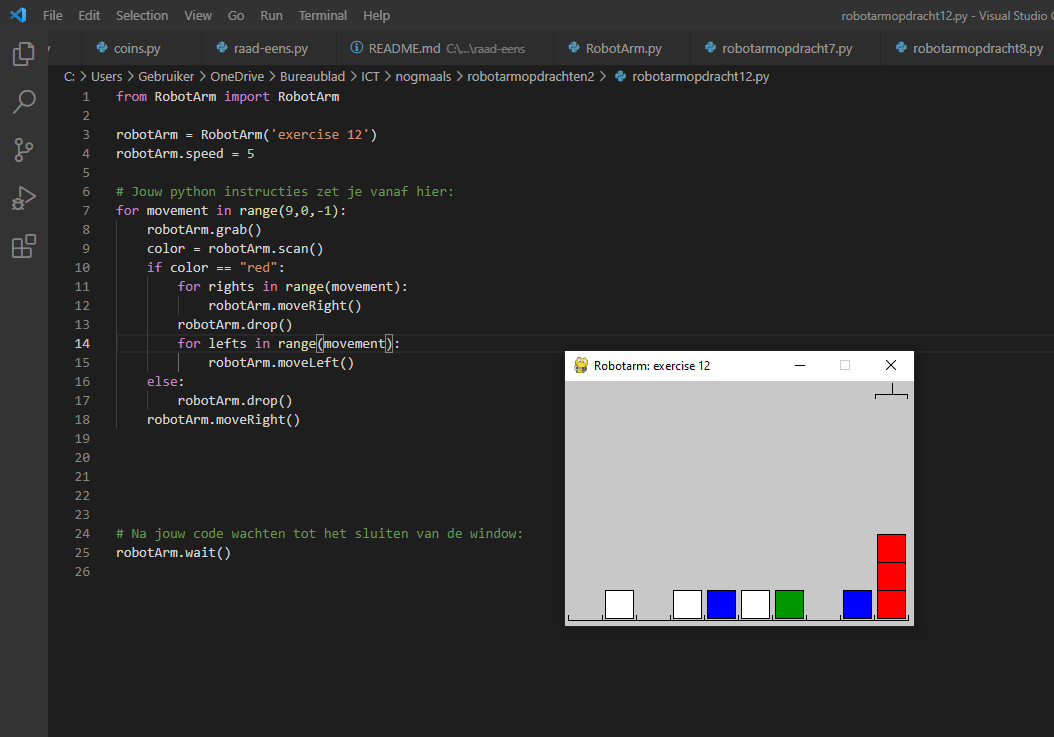 File Edit Selection View Go Run Terminal Help robotarmopdracht12.py - Visual Studio C
coins.py raad-eens.py README.md C:\...\raad-eens RobotArm.py robotarmopdracht7.py robotarmopdracht8.py
C: > Users > Gebruiker > OneDrive > Bureaublad > ICT > nogmaals > robotarmopdrachten2 > robotarmopdracht12.py
1 from RobotArm import RobotArm
2
3 robotArm = RobotArm('exercise 12')
4 robotArm.speed = 5
5
6 # Jouw python instructies zet je vanaf hier:
7 for movement in range(9,0,-1):
8     robotArm.grab()
9     color = robotArm.scan()
10     if color == "red":
11         for rights in range(movement):
12             robotArm.moveRight()
13         robotArm.drop()
14         for lefts in range(movement):
15             robotArm.moveLeft()
16     else:
17         robotArm.drop()
18     robotArm.moveRight()
19
20
21
22
23
24 # Na jouw code wachten tot het sluiten van de window:
25 robotArm.wait()
26
Robotarm: exercise 12